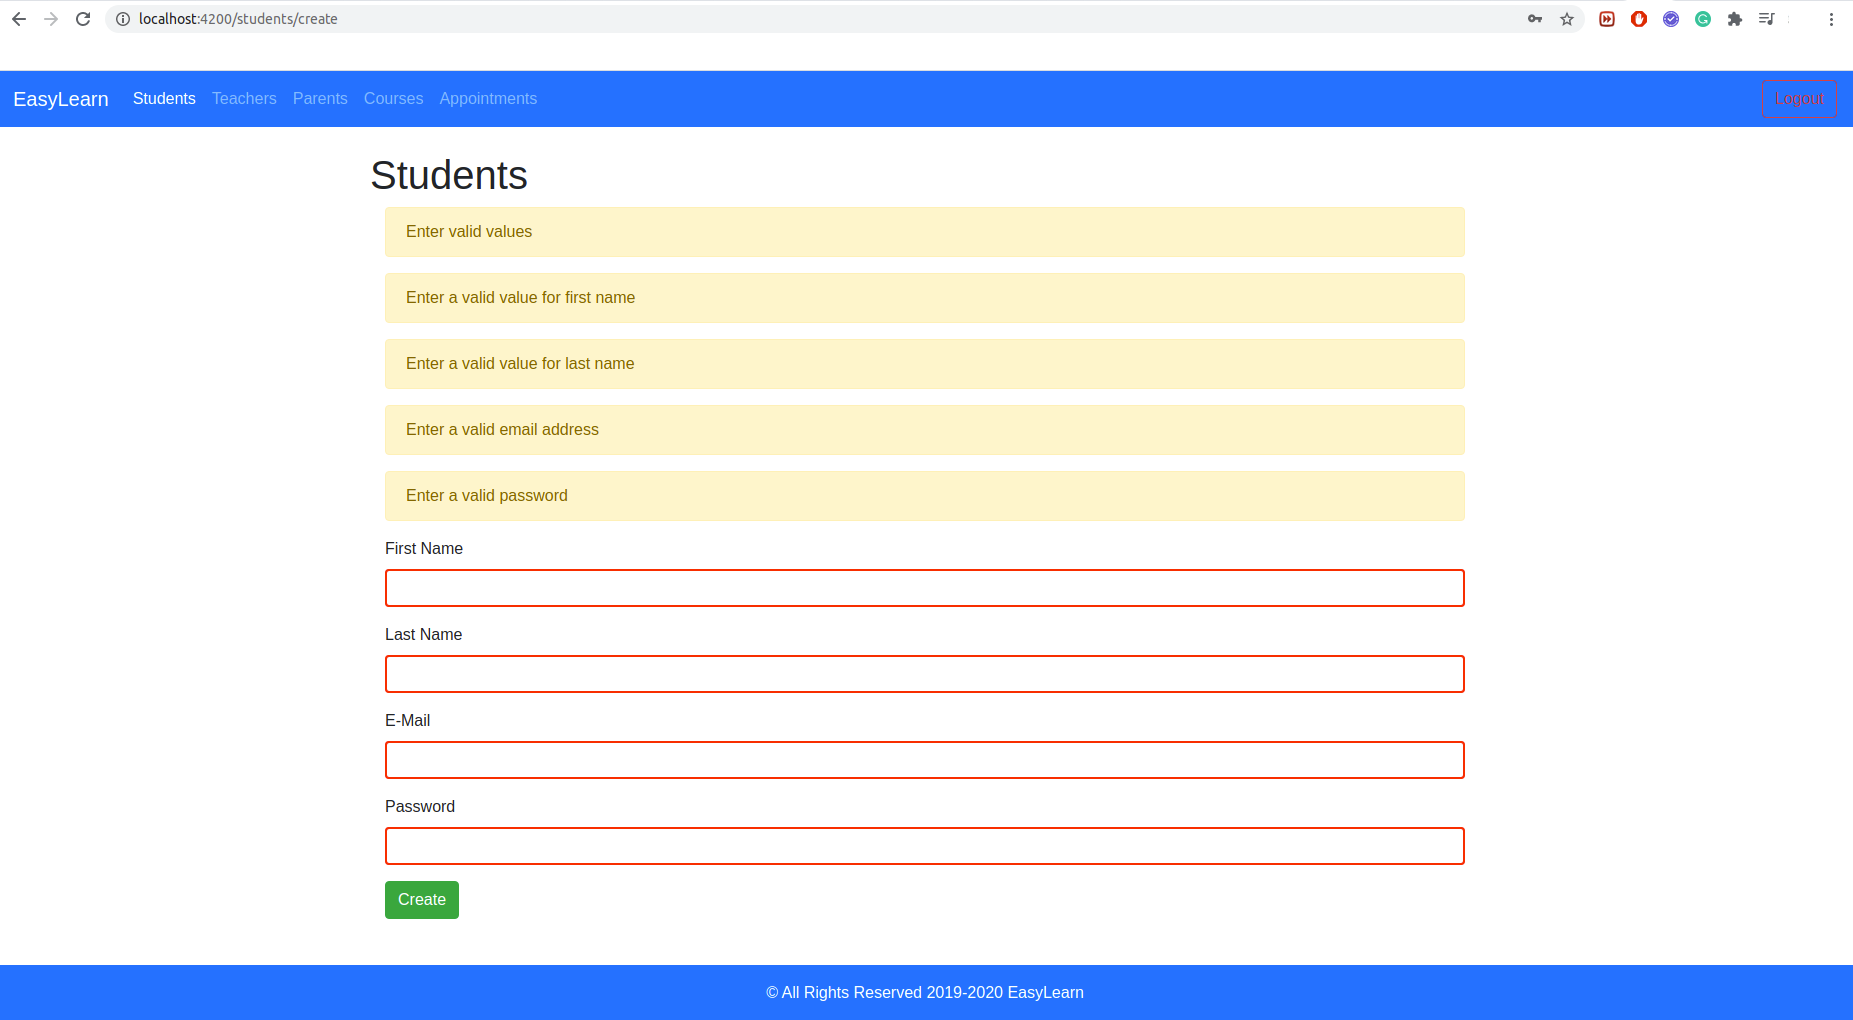 localhost:4200/students/create
EasyLearn Students Teachers Parents Courses Appointments Logout
Students
Enter valid values
Enter a valid value for first name
Enter a valid value for last name
Enter a valid email address
Enter a valid password
First Name
Last Name
E-Mail
Password
Create
© All Rights Reserved 2019-2020 EasyLearn